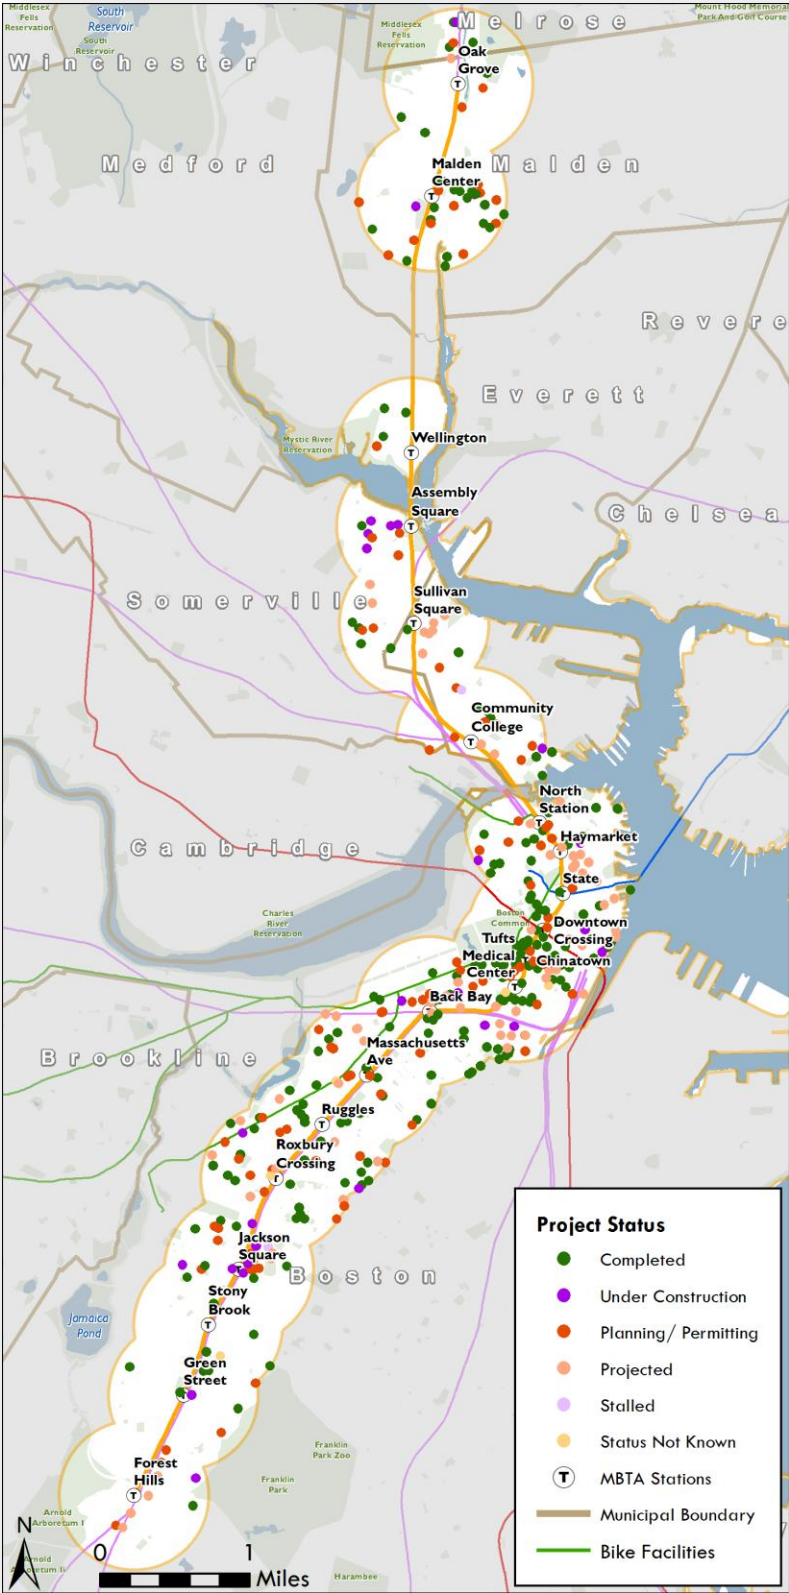 Middlesex
Fells
Reservation
South
Reservoir
South
Reservoir
Middlesex
Fells
Reservation
Melrose
Mount Hood Memorial
Park And Golf Course
Winchester
Oak
Grove
Medford
Malden
Center
Malden
Revere
Everett
Mystic River
Reservation
Wellington
Assembly
Square
Chelsea
Somerville
Sullivan
Square
Community
College
North
Station
Haymarket
Cambridge
State
Charles
River
Reservation
Boston
Common
Downtown
Crossing
Tufts
Medical
Center
Chinatown
Back Bay
Massachusetts
Ave
Brookline
Ruggles
Roxbury
Crossing
Jackson
Square
Boston
Stony
Brook
Jamaica
Pond
Green
Street
Forest
Hills
Franklin
Park Zoo
Franklin
Park
Arnold
Arboretum I
Arnold
Arboretum Ii
Harambee
N
0 1
Miles
Project Status
Completed
Under Construction
Planning/ Permitting
Projected
Stalled
Status Not Known
T MBTA Stations
Municipal Boundary
Bike Facilities